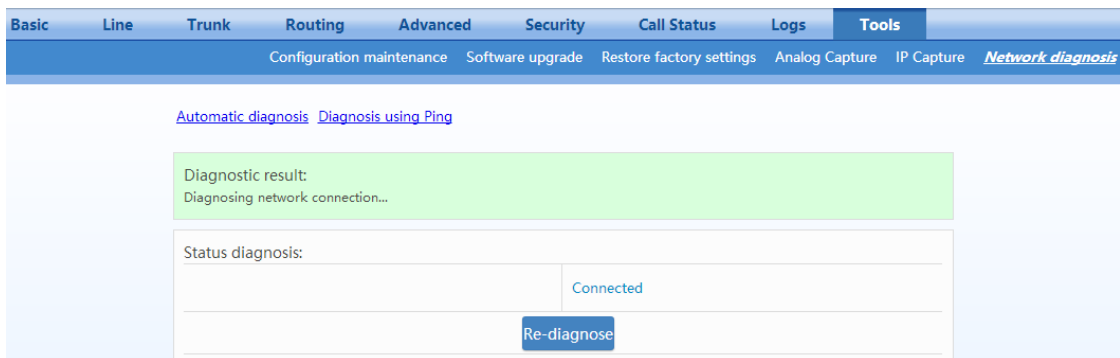 Basic Line Trunk Routing Advanced Security Call Status Logs Tools
Configuration maintenance Software upgrade Restore factory settings Analog Capture IP Capture Network diagnosis
Automatic diagnosis Diagnosis using Ping
Diagnostic result:
Diagnosing network connection...
Status diagnosis:
Connected
Re-diagnose